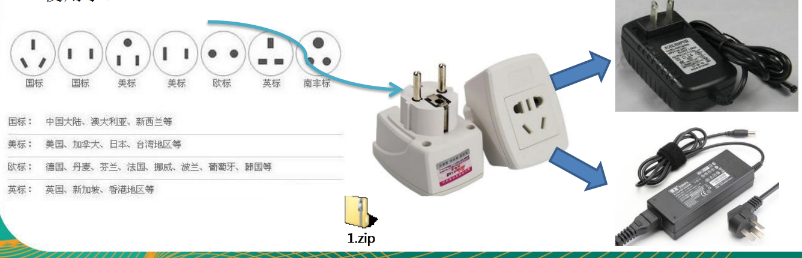 国标 国标 美标 美标 欧标 英标 南非标
国标： 中国大陆、澳大利亚、新西兰等
美标： 美国、加拿大、日本、台湾地区等
欧标： 德国、丹麦、芬兰、法国、挪威、波兰、葡萄牙、韩国等
英标： 英国、新加坡、香港地区等
1.zip